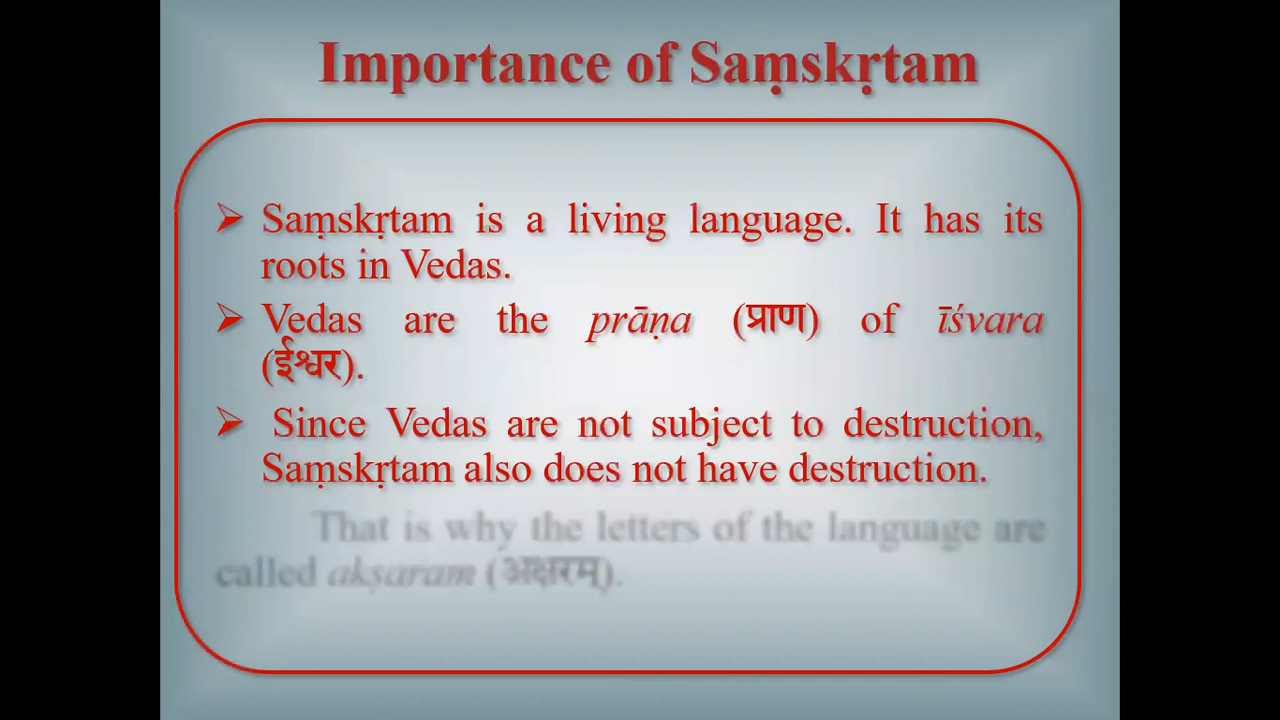 Importance of Saṃskṛtam
➢ Saṃskṛtam is a living language. It has its
roots in Vedas.
➢ Vedas are the prāṇa (प्राण) of īśvara
(ईश्वर).
➢ Since Vedas are not subject to destruction,
Saṃskṛtam also does not have destruction.
That is why the letters of the language are
called akṣaram (अक्षरम्).